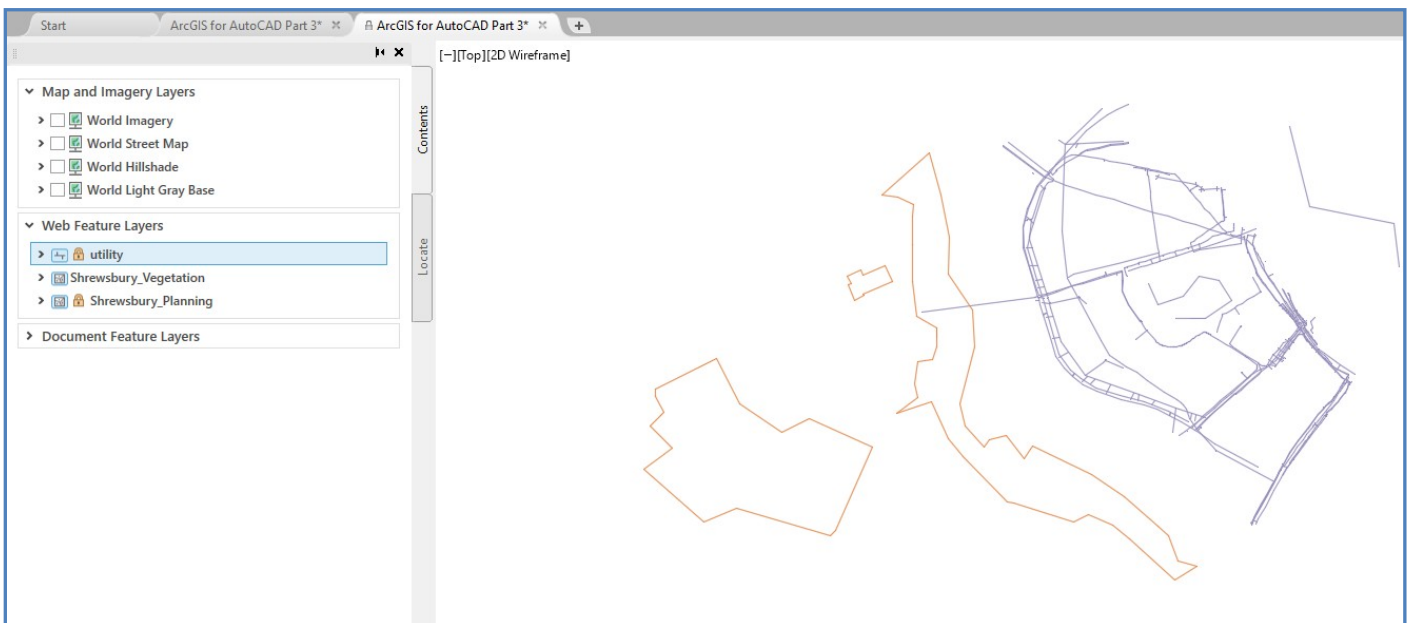 Start
ArcGIS for AutoCAD Part 3*
ArcGIS for AutoCAD Part 3*
[−][Top][2D Wireframe]
Map and Imagery Layers
World Imagery
World Street Map
World Hillshade
World Light Gray Base
Web Feature Layers
utility
Shrewsbury_Vegetation
Shrewsbury_Planning
Document Feature Layers
Contents
Locate